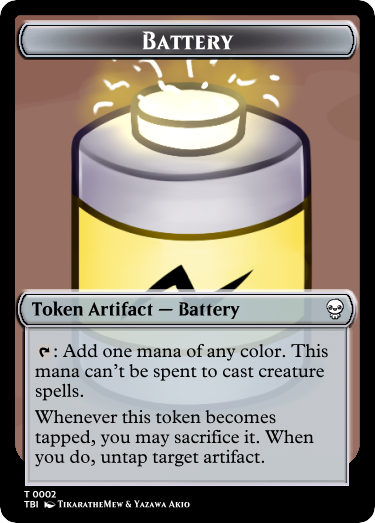 Battery
Token Artifact — Battery
: Add one mana of any color. This
mana can't be spent to cast creature
spells.
Whenever this token becomes
tapped, you may sacrifice it. When
you do, untap target artifact.
T 0002
TBI TikaratheMew & Yazawa Akio